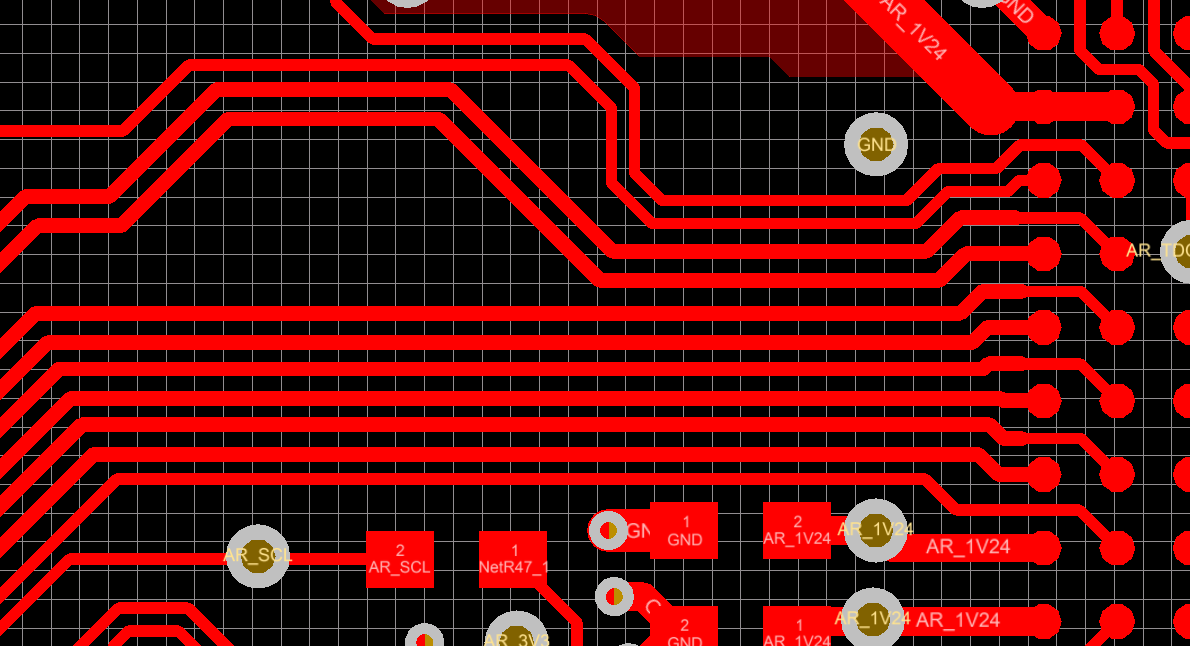 AR_1V24
GND
GND
AR_TDO
1
GND
2
AR_1V24
AR_1V24
AR_1V24
AR_SCL
2
AR_SCL
1
NetR47_1
2
GND
1
AR_1V24
AR_1V24
AR_1V24
AR_3V3